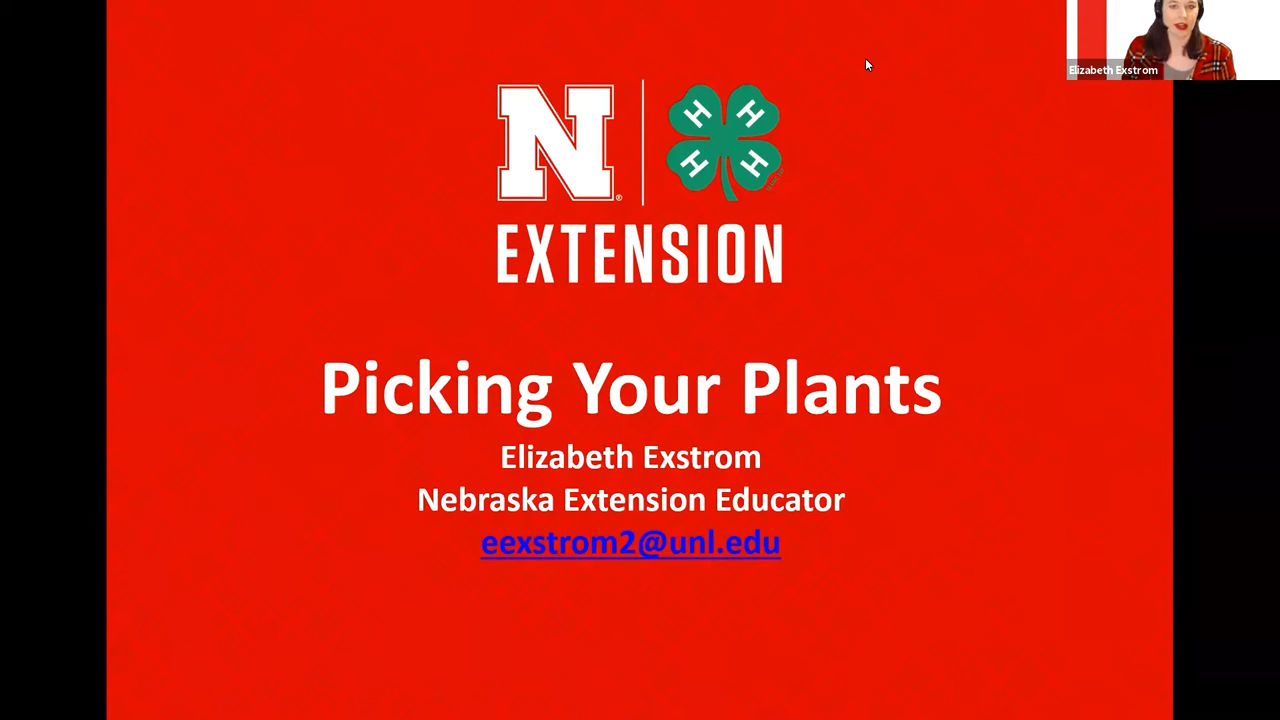 Elizabeth Exstrom
N
H H
H H
EXTENSION
Picking Your Plants
Elizabeth Exstrom
Nebraska Extension Educator
eexstrom2@unl.edu